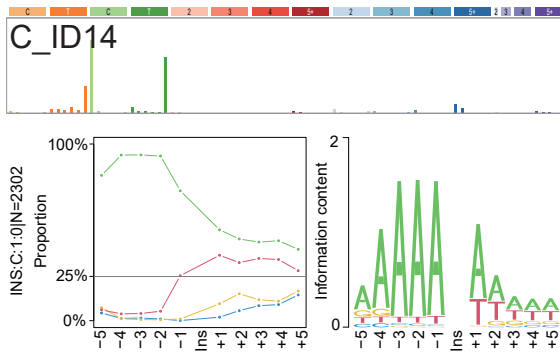 C T C T 2 3 4 5+ 2 3 4 5+ 2 3 4 5+
C_ID14
100%
25%
0%
INS:C:1:0|N=2302
Proportion
−5 −4 −3 −2 −1 Ins +1 +2 +3 +4 +5
2
0
Information content
−5 −4 −3 −2 −1 Ins +1 +2 +3 +4 +5